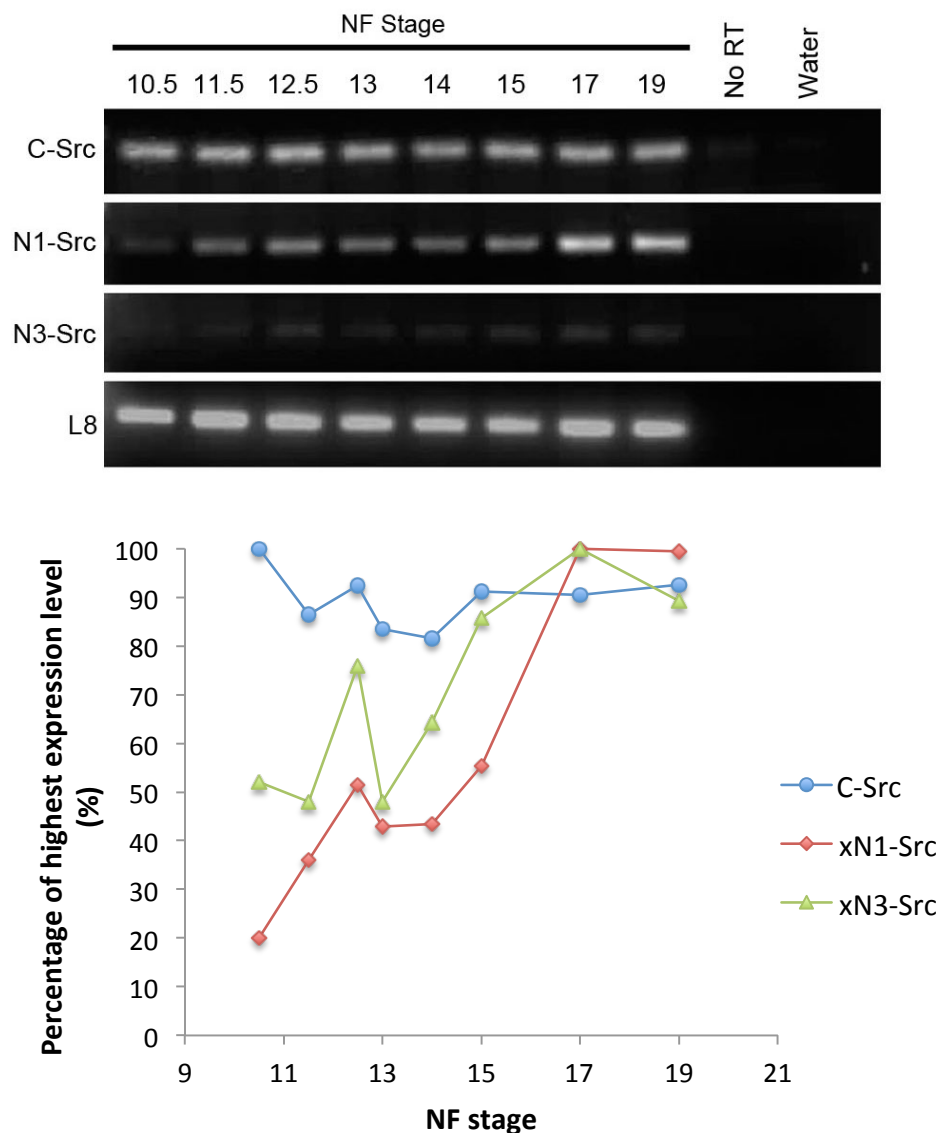 NF Stage
10.5 11.5 12.5 13 14 15 17 19 No RT Water
C-Src
N1-Src
N3-Src
L8
Percentage of highest expression level
(%)
100
90
80
70
60
50
40
30
20
10
0
9 11 13 15 17 19 21
NF stage
C-Src
xN1-Src
xN3-Src